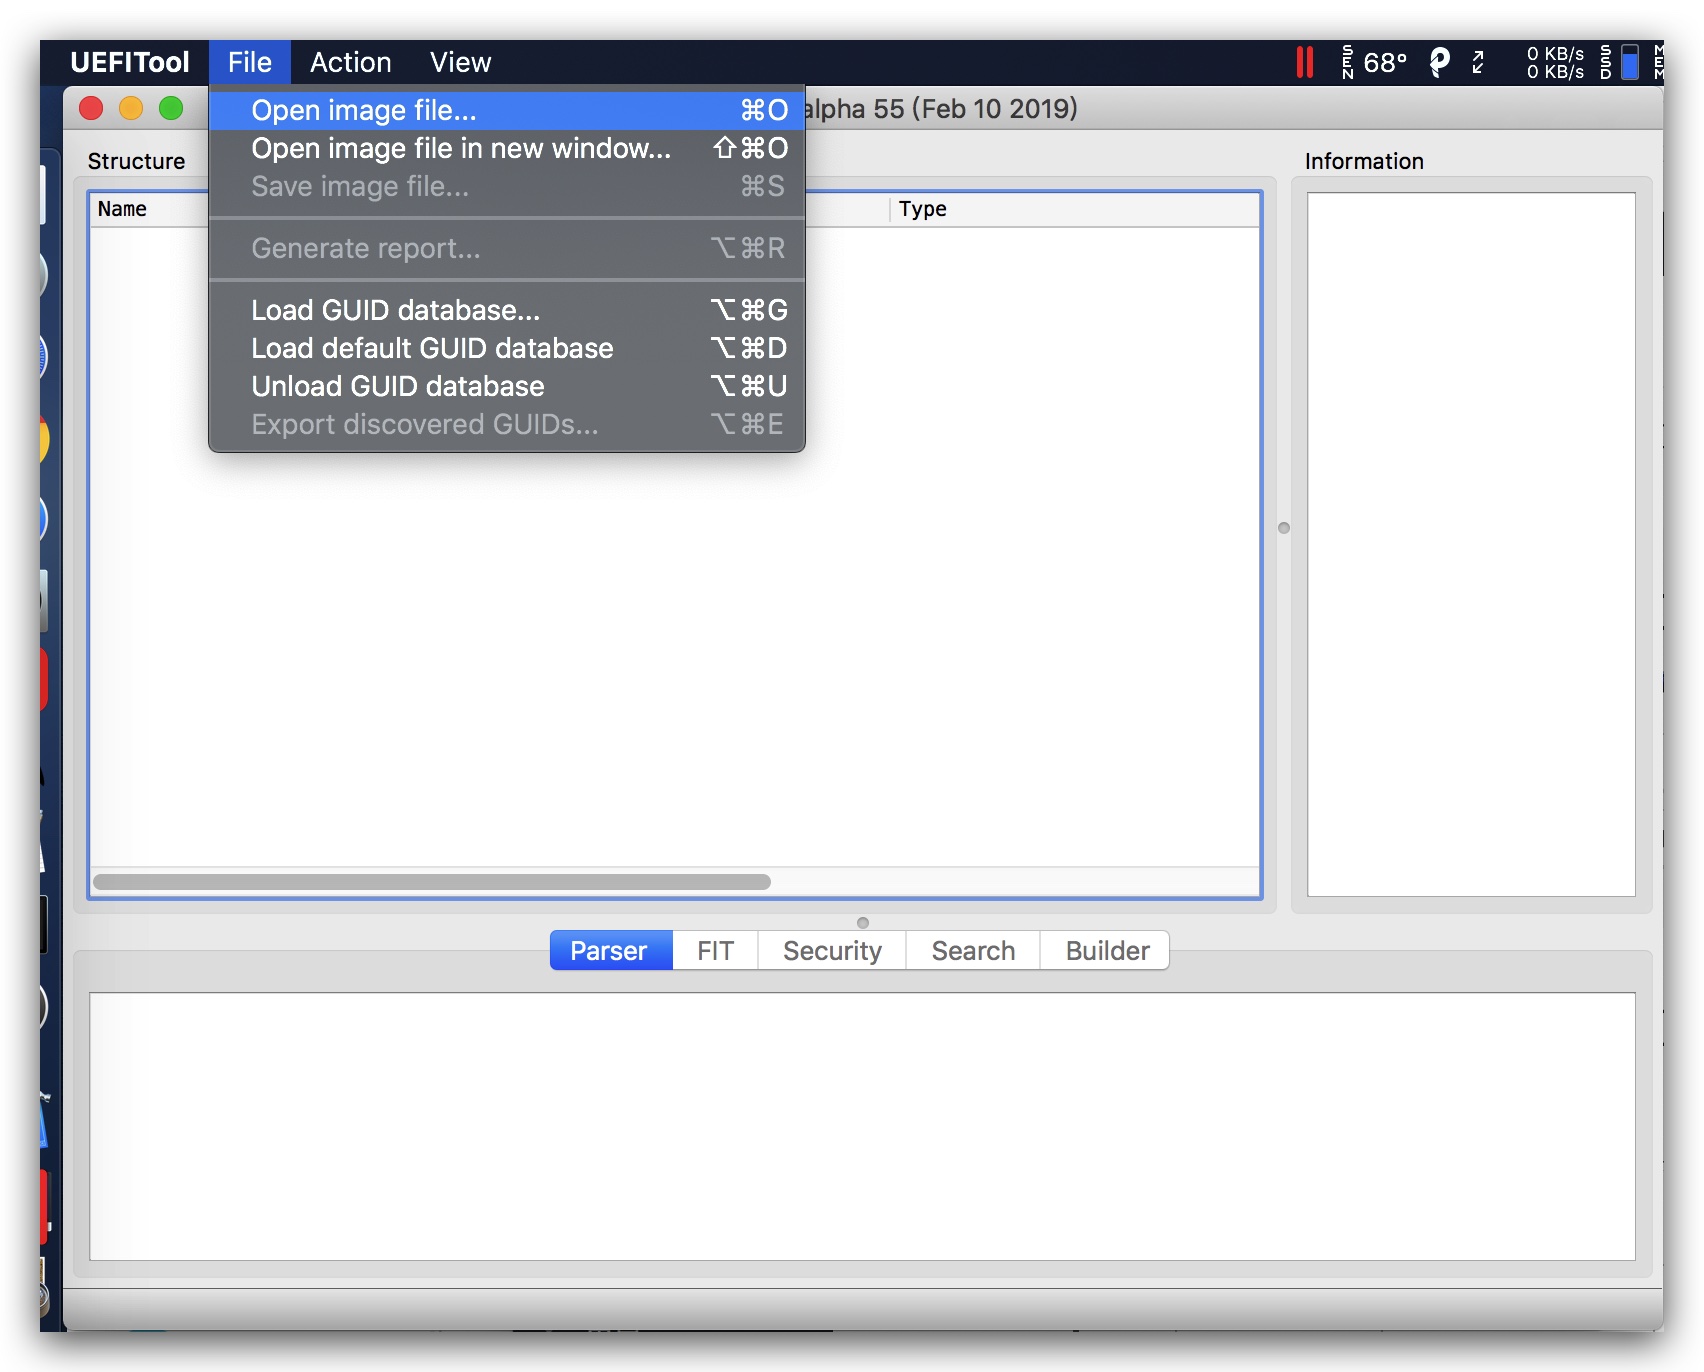 UEFITool File Action View SEN 68° 0 KB/s 0 KB/s SSD MEM
alpha 55 (Feb 10 2019)
Open image file... ⌘O
Open image file in new window... ⇧⌘O
Save image file... ⌘S
Generate report... ⌥⌘R
Load GUID database... ⌥⌘G
Load default GUID database ⌥⌘D
Unload GUID database ⌥⌘U
Export discovered GUIDs... ⌥⌘E
Structure
Information
Name Type
Parser FIT Security Search Builder